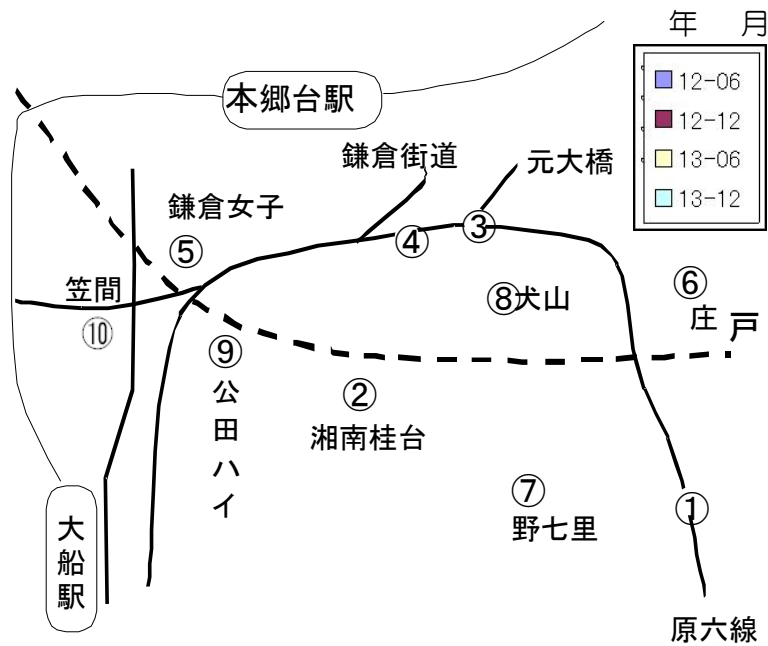 年 月
12-06
12-12
13-06
13-12
本郷台駅
鎌倉街道
元大橋
鎌倉女子
⑤
④
③
笠間
⑩
⑧犬山
⑥
庄戸
⑨
公田ハイ
②
湘南桂台
⑦
野七里
①
大船駅
原六線